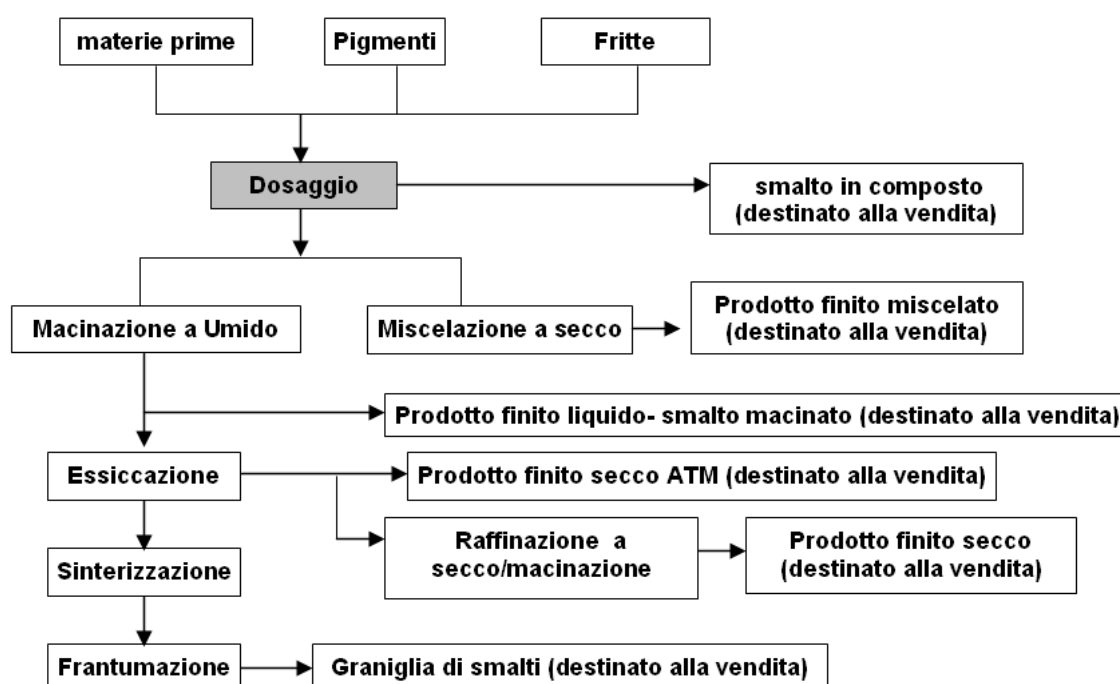 materie prime
Pigmenti
Fritte
Dosaggio
smalto in composto
(destinato alla vendita)
Macinazione a Umido
Miscelazione a secco
Prodotto finito miscelato
(destinato alla vendita)
Prodotto finito liquido- smalto macinato (destinato alla vendita)
Essiccazione
Prodotto finito secco ATM (destinato alla vendita)
Raffinazione a
secco/macinazione
Prodotto finito secco
(destinato alla vendita)
Sinterizzazione
Frantumazione
Graniglia di smalti (destinato alla vendita)